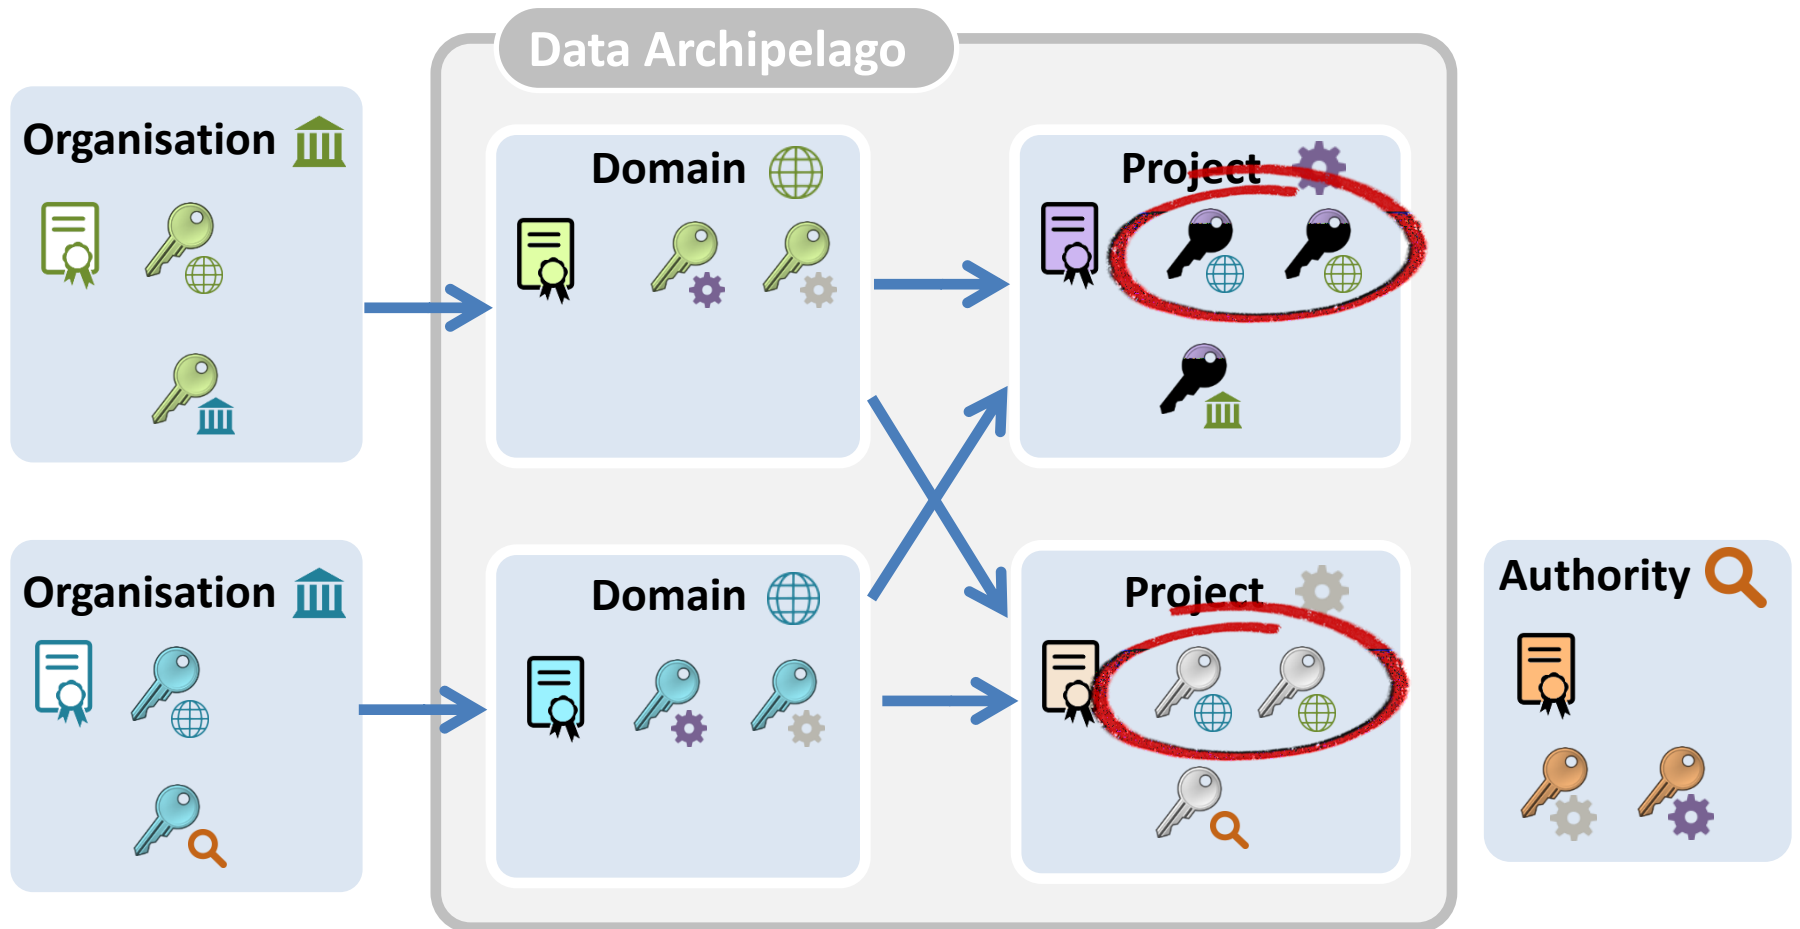 Data Archipelago
Organisation
Domain
Project
Organisation
Domain
Project
Authority